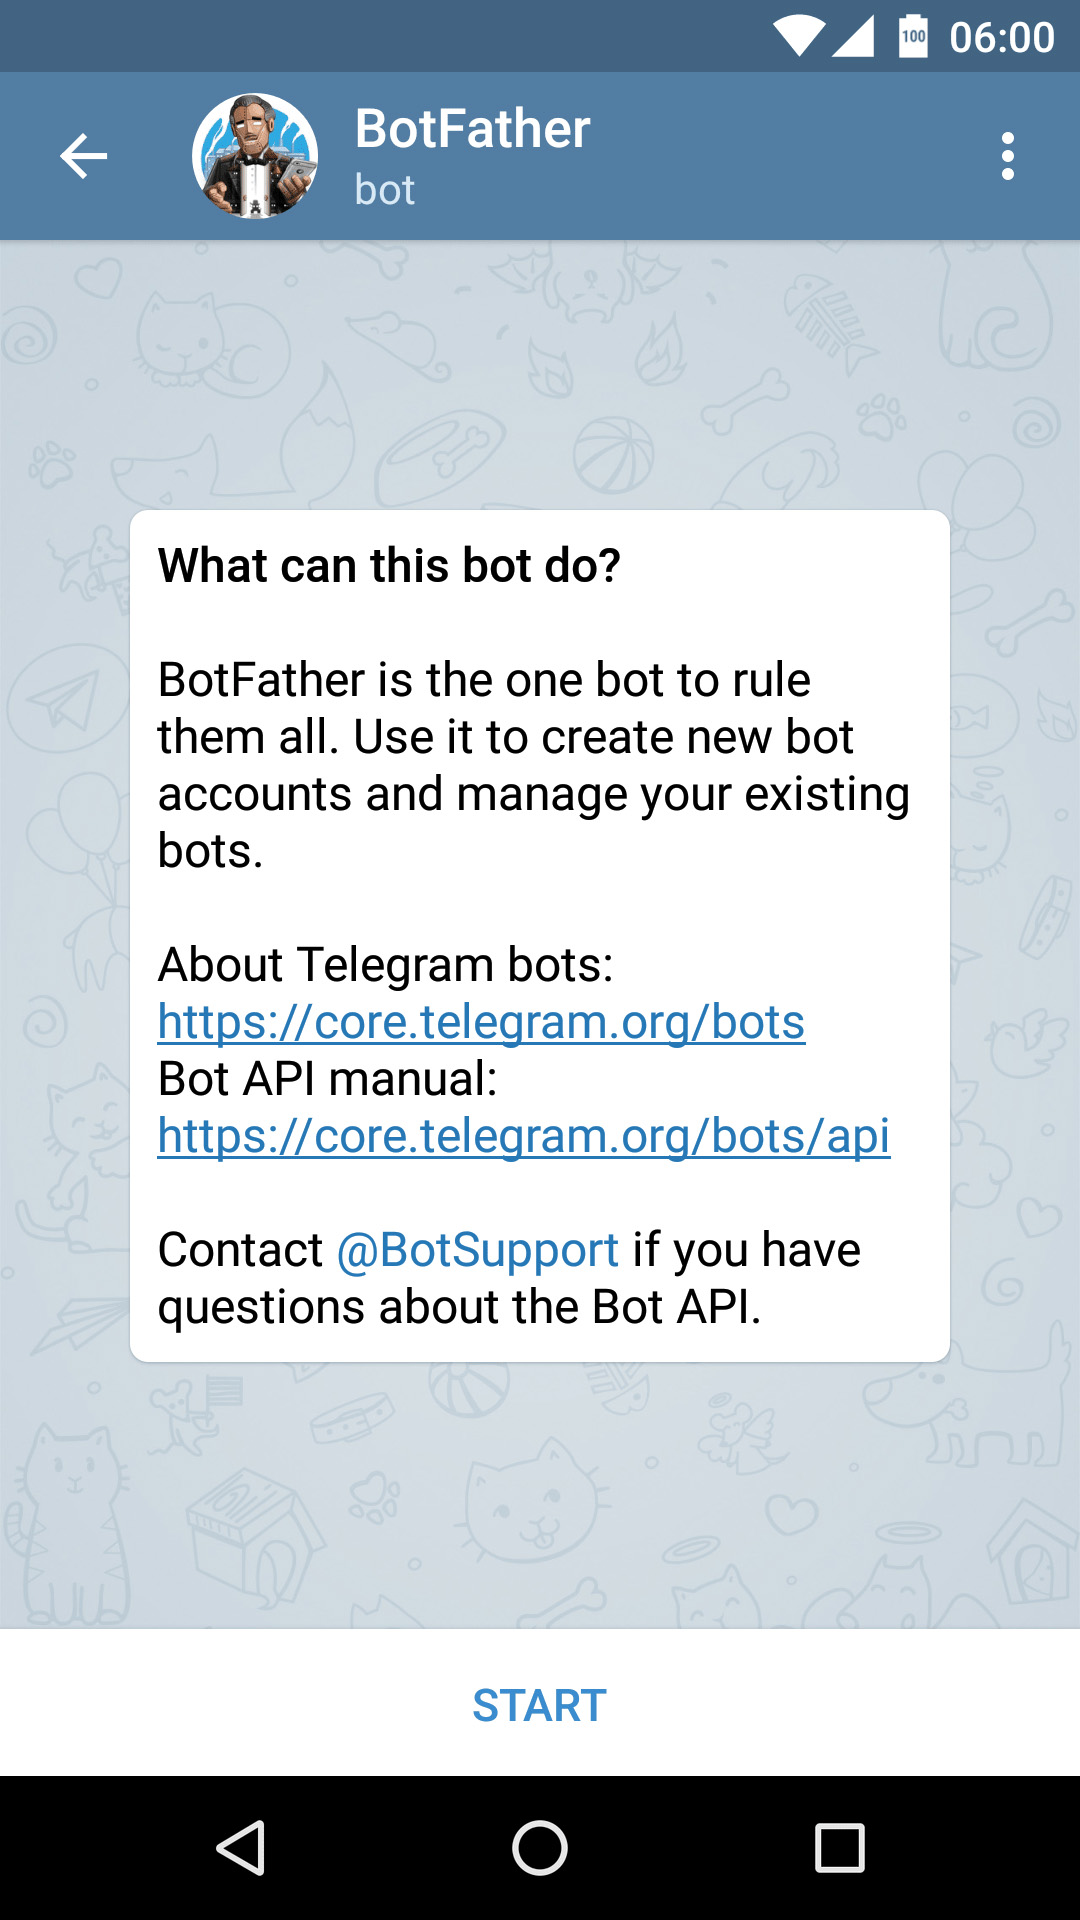 100 06:00
BotFather
bot
What can this bot do?
BotFather is the one bot to rule
them all. Use it to create new bot
accounts and manage your existing
bots.
About Telegram bots:
https://core.telegram.org/bots
Bot API manual:
https://core.telegram.org/bots/api
Contact @BotSupport if you have
questions about the Bot API.
START